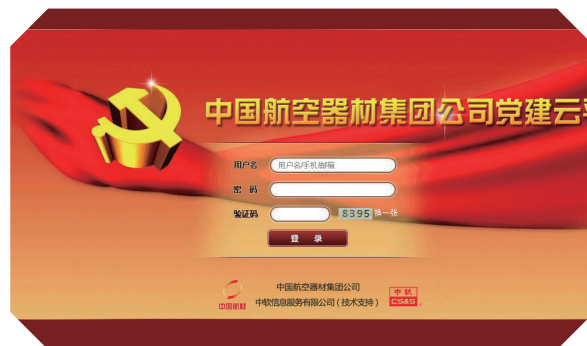 中国航空器材集团公司党建云
用户名 用户名/手机/邮箱
密 码
验证码 8395 换一张
登 录
中国航材 中国航空器材集团公司 中软
中软信息服务有限公司（技术支持） CS&S